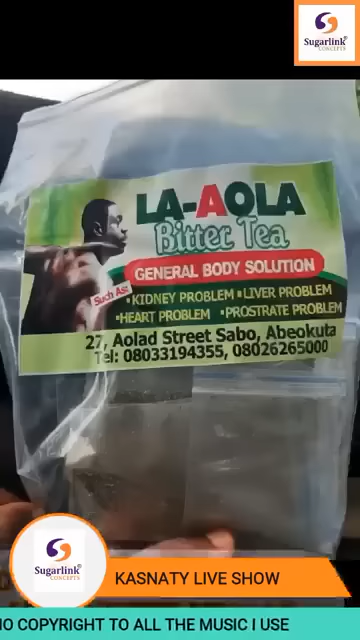 Sugarlink
CONCEPTS
LA-AOLA
Bitter Tea
GENERAL BODY SOLUTION
Such As:
•KIDNEY PROBLEM •LIVER PROBLEM
•HEART PROBLEM •PROSTRATE PROBLEM
27, Aolad Street Sabo, Abeokuta
Tel: 08033194355, 08026265000
Sugarlink
CONCEPTS
KASNATY LIVE SHOW
NO COPYRIGHT TO ALL THE MUSIC I USE